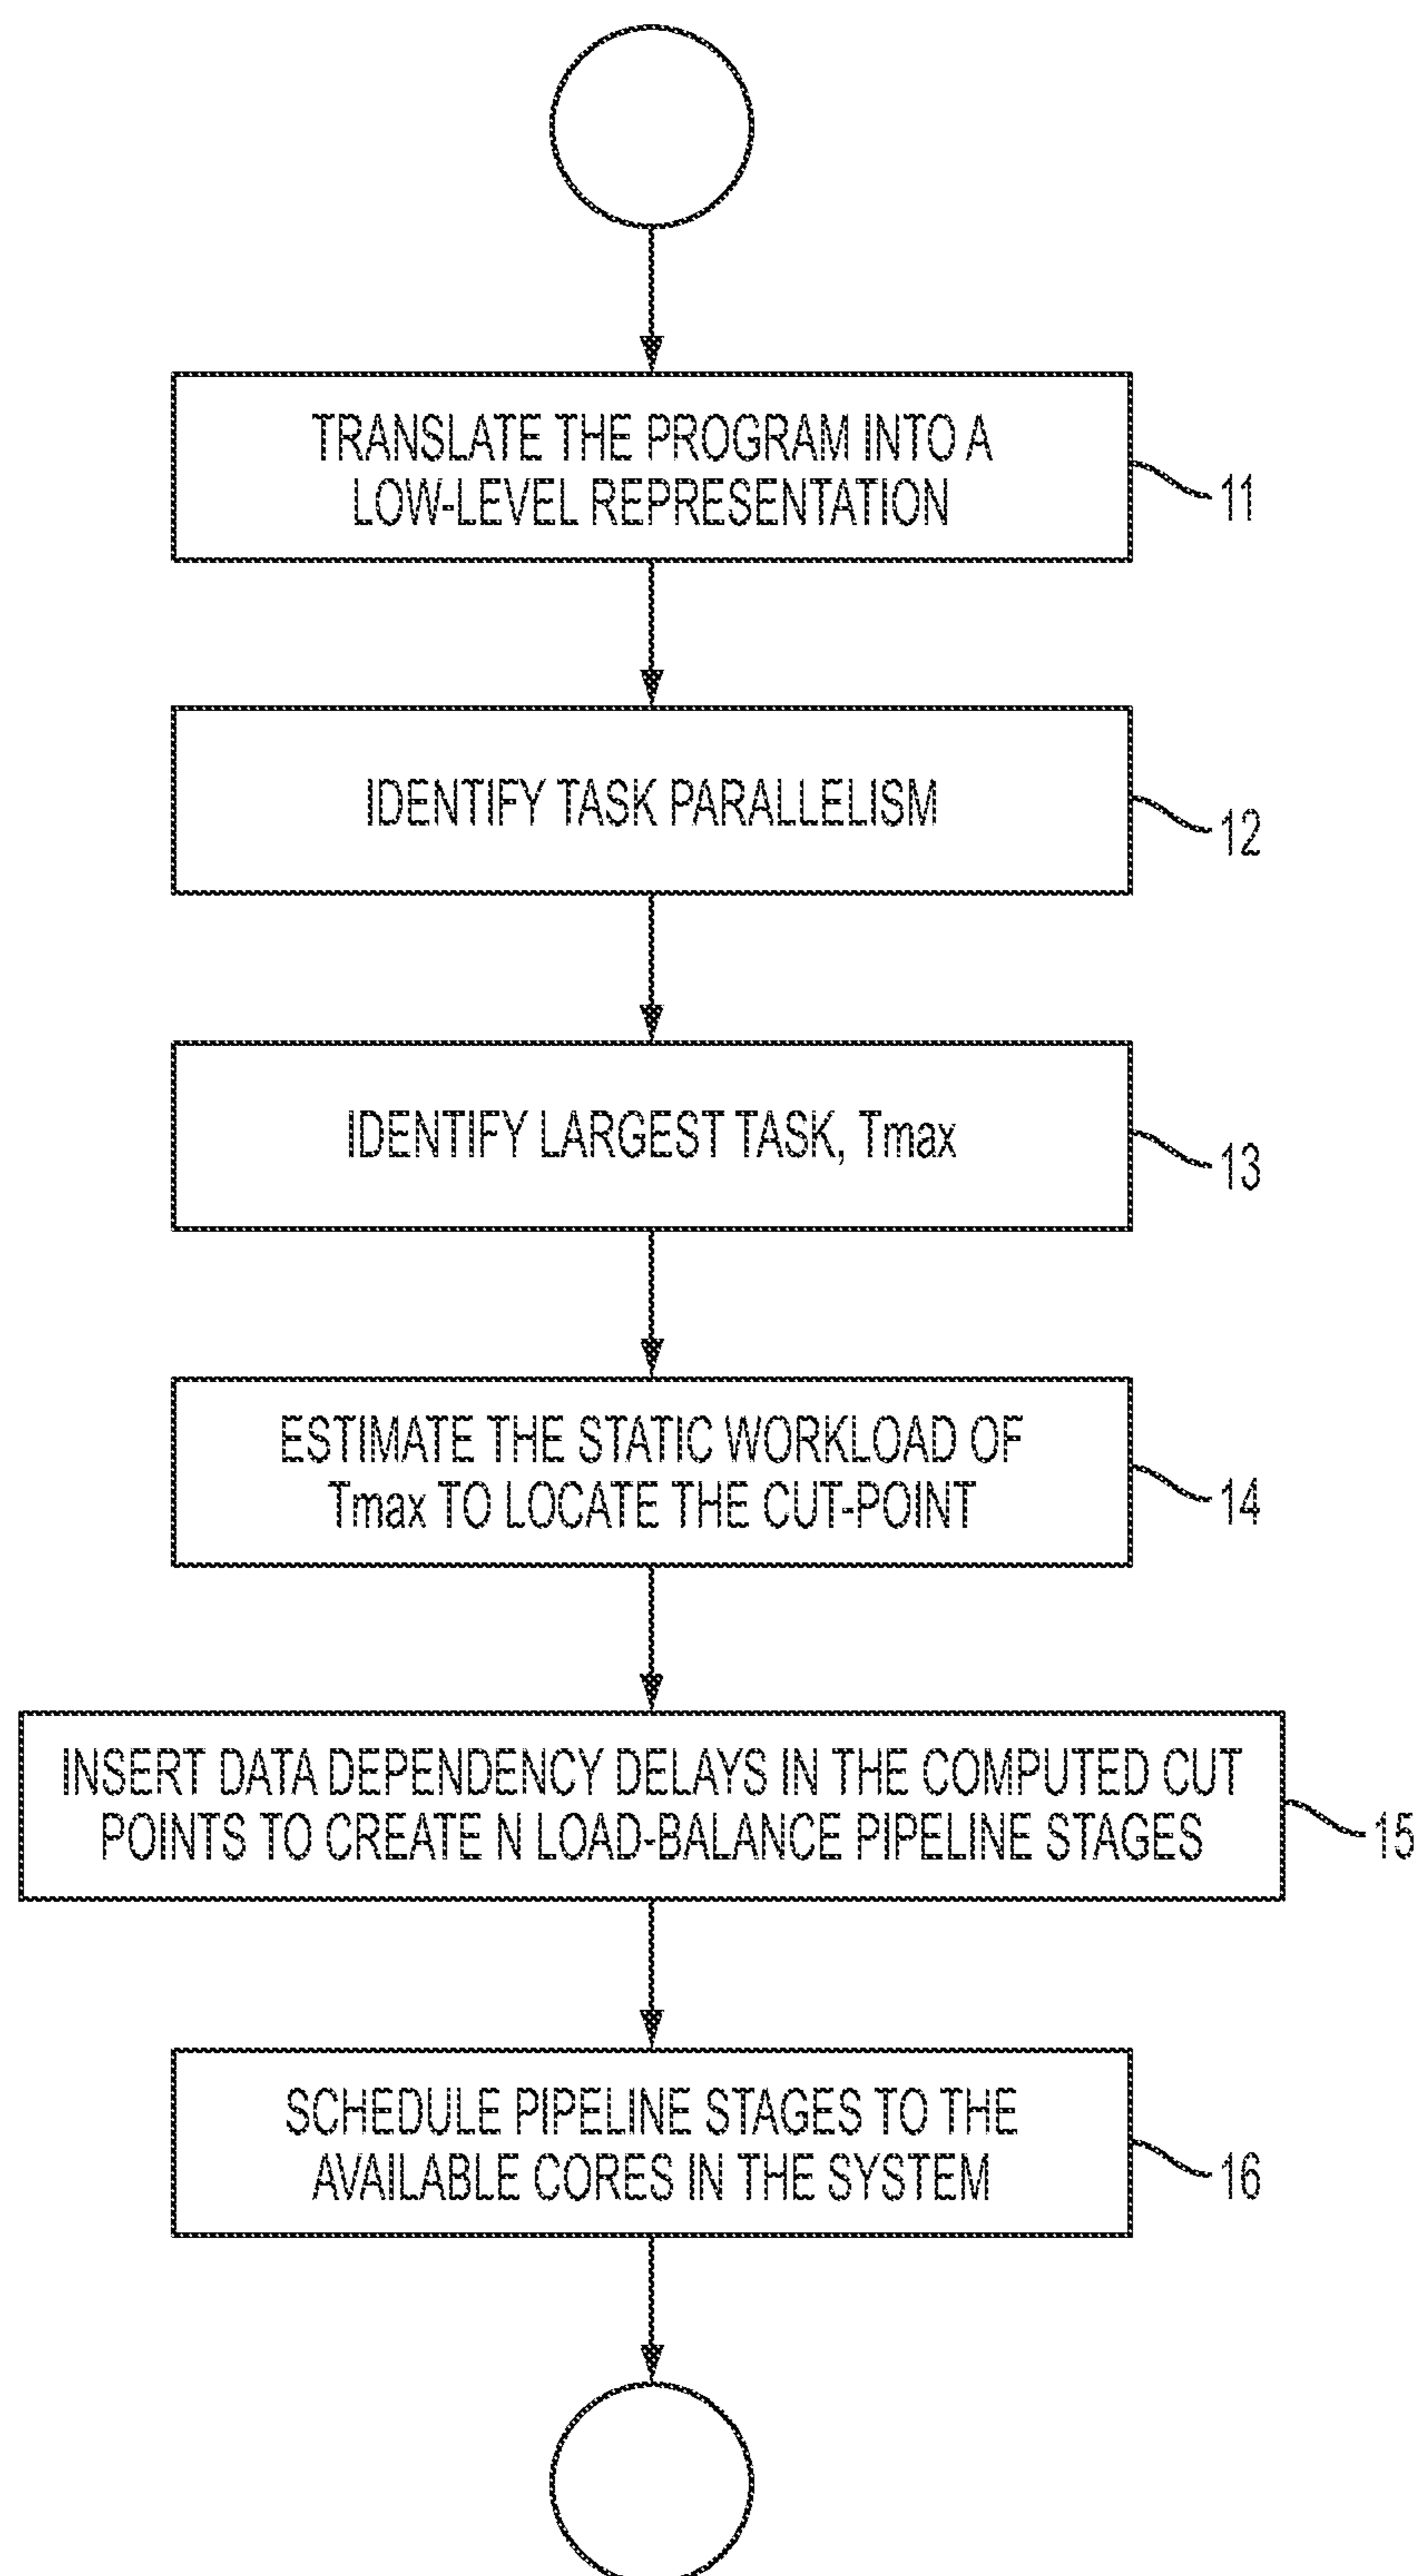 TRANSLATE THE PROGRAM INTO A
LOW-LEVEL REPRESENTATION
11
IDENTIFY TASK PARALLELISM
12
IDENTIFY LARGEST TASK, Tmax
13
ESTIMATE THE STATIC WORKLOAD OF
Tmax TO LOCATE THE CUT-POINT
14
INSERT DATA DEPENDENCY DELAYS IN THE COMPUTED CUT
POINTS TO CREATE N LOAD-BALANCE PIPELINE STAGES
15
SCHEDULE PIPELINE STAGES TO THE
AVAILABLE CORES IN THE SYSTEM
16